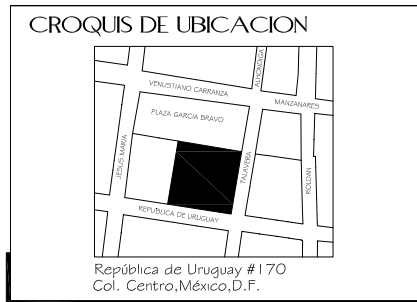 CROQUIS DE UBICACION
ALHONDIGA
VENUSTIANO CARRANZA
MANZANARES
PLAZA GARCIA BRAVO
JESUS MARIA
TALAVERA
ROLDAN
REPUBLICA DE URUGUAY
República de Uruguay #170
Col. Centro,México,D.F.